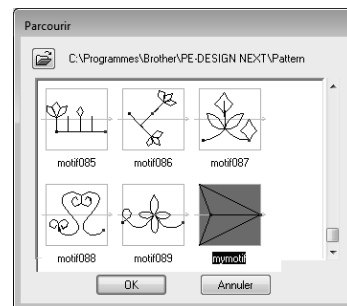 Parcourir
C:\Programmes\Brother\PE-DESIGN NEXT\Pattern
motif085 motif086 motif087
motif088 motif089 mymotif
OK Annuler